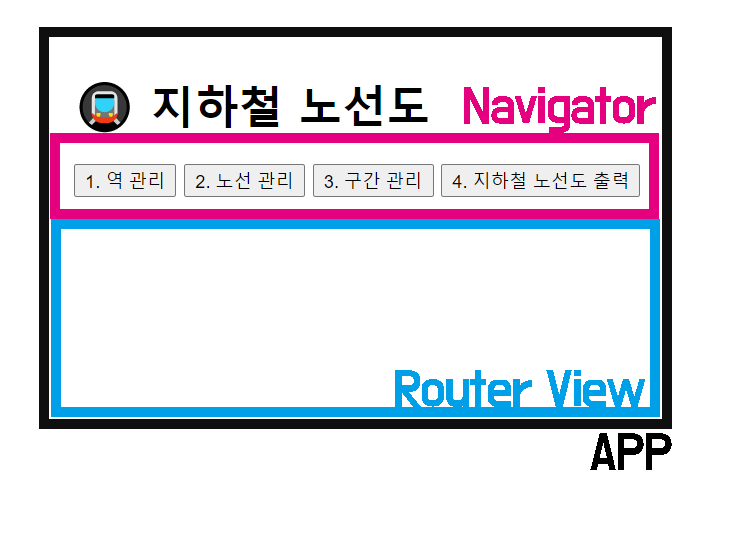 지하철 노선도 Navigator
1. 역 관리 2. 노선 관리 3. 구간 관리 4. 지하철 노선도 출력
Router View
APP